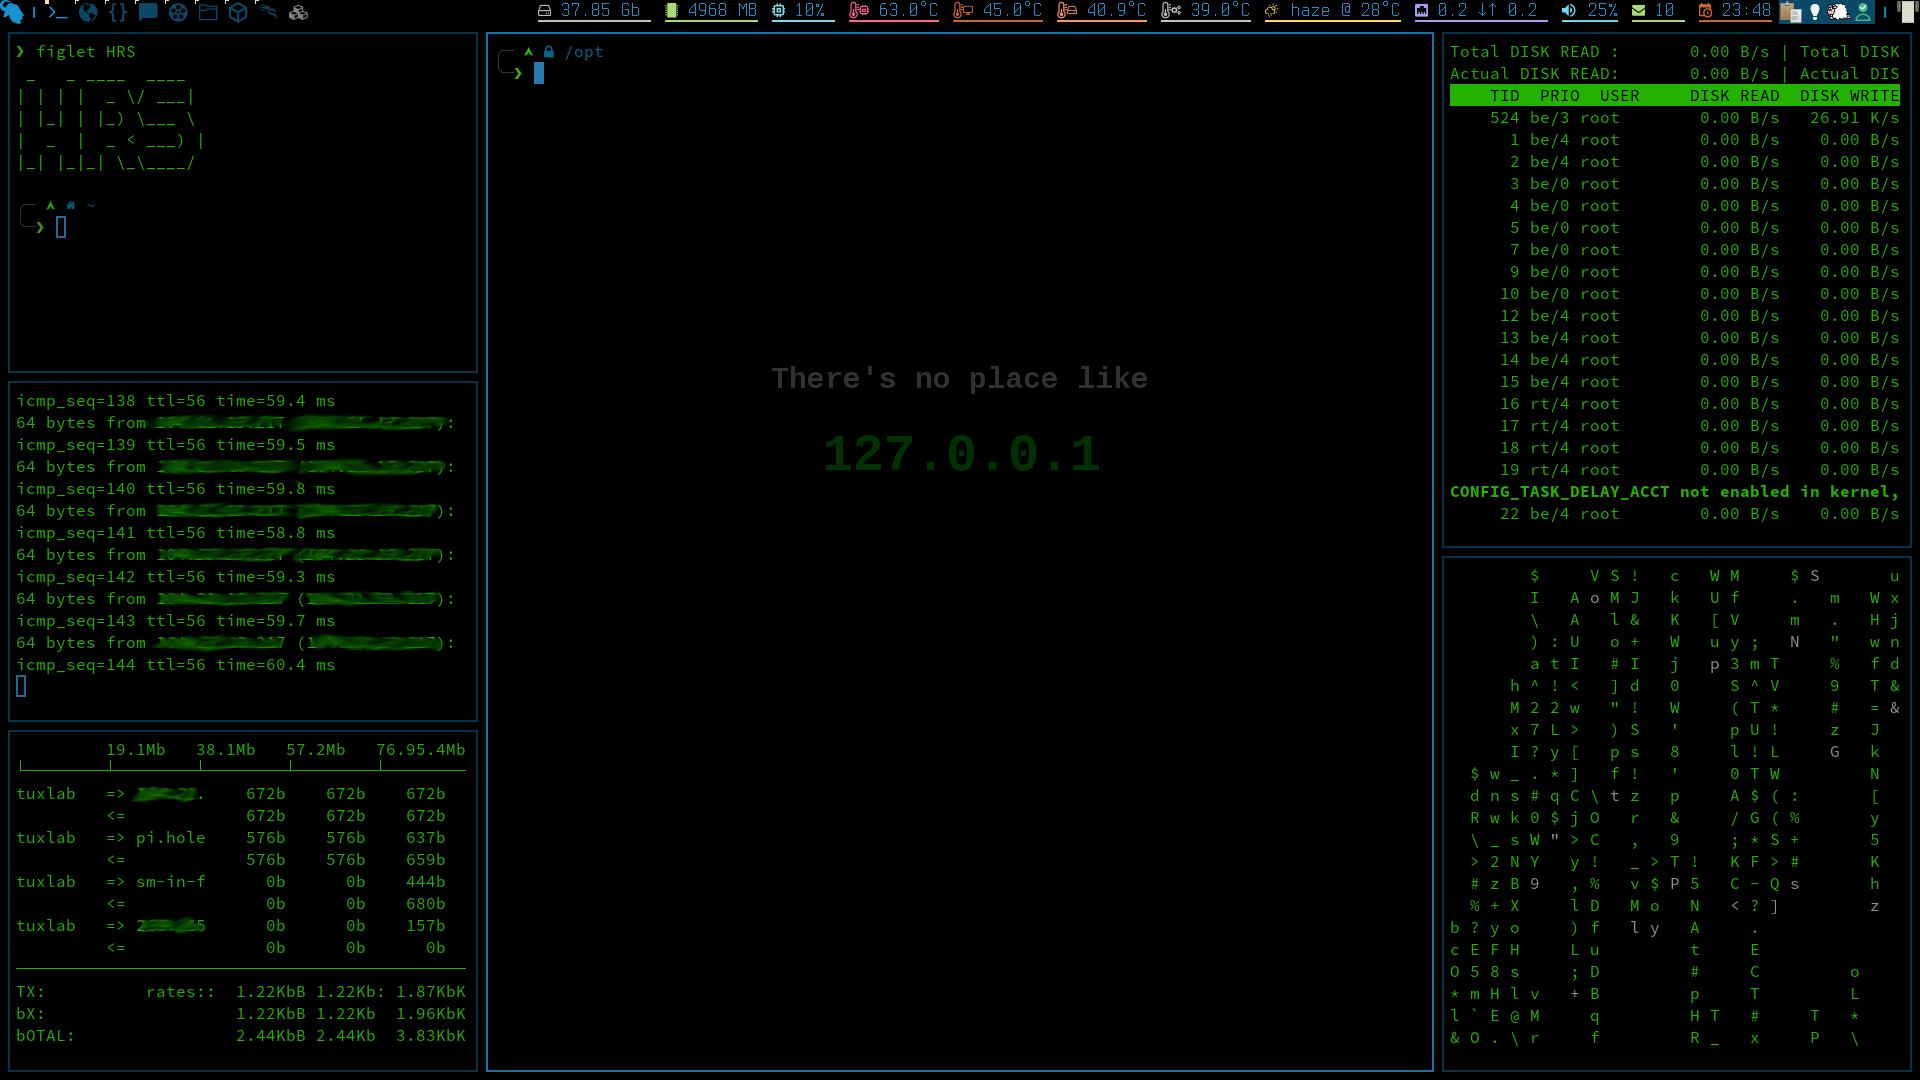 37.85 Gb 4968 MB 10% 63.0°C 45.0°C 40.9°C 39.0°C haze @ 28°C 0.2 ↓↑ 0.2 25% 10 23:48
❯ figlet HRS
HRS
~
❯
icmp_seq=138 ttl=56 time=59.4 ms
64 bytes from
icmp_seq=139 ttl=56 time=59.5 ms
64 bytes from
icmp_seq=140 ttl=56 time=59.8 ms
64 bytes from
icmp_seq=141 ttl=56 time=58.8 ms
64 bytes from
icmp_seq=142 ttl=56 time=59.3 ms
64 bytes from
icmp_seq=143 ttl=56 time=59.7 ms
64 bytes from
icmp_seq=144 ttl=56 time=60.4 ms
19.1Mb 38.1Mb 57.2Mb 76.95.4Mb
tuxlab => 672b 672b 672b
<= 672b 672b 672b
tuxlab => pi.hole 576b 576b 637b
<= 576b 576b 659b
tuxlab => sm-in-f 0b 0b 444b
<= 0b 0b 680b
tuxlab => 0b 0b 157b
<= 0b 0b 0b
TX: rates:: 1.22KbB 1.22Kb: 1.87KbK
bX: 1.22KbB 1.22Kb 1.96KbK
bOTAL: 2.44KbB 2.44Kb 3.83KbK
/opt
❯
There's no place like
127.0.0.1
Total DISK READ : 0.00 B/s | Total DISK
Actual DISK READ: 0.00 B/s | Actual DIS
TID PRIO USER DISK READ DISK WRITE
524 be/3 root 0.00 B/s 26.91 K/s
1 be/4 root 0.00 B/s 0.00 B/s
2 be/4 root 0.00 B/s 0.00 B/s
3 be/0 root 0.00 B/s 0.00 B/s
4 be/0 root 0.00 B/s 0.00 B/s
5 be/0 root 0.00 B/s 0.00 B/s
7 be/0 root 0.00 B/s 0.00 B/s
9 be/0 root 0.00 B/s 0.00 B/s
10 be/0 root 0.00 B/s 0.00 B/s
12 be/4 root 0.00 B/s 0.00 B/s
13 be/4 root 0.00 B/s 0.00 B/s
14 be/4 root 0.00 B/s 0.00 B/s
15 be/4 root 0.00 B/s 0.00 B/s
16 rt/4 root 0.00 B/s 0.00 B/s
17 rt/4 root 0.00 B/s 0.00 B/s
18 rt/4 root 0.00 B/s 0.00 B/s
19 rt/4 root 0.00 B/s 0.00 B/s
CONFIG_TASK_DELAY_ACCT not enabled in kernel,
22 be/4 root 0.00 B/s 0.00 B/s
$ V S ! c W M $ S u
I A o M J k U f . m W x
\ A l & K [ V m . H j
) : U o + W u y ; N " w n
a t I # I j p 3 m T % f d
h ^ ! < ] d 0 S ^ V 9 T &
M 2 2 w " ! W ( T * # = &
x 7 L > ) S ' p U ! z J
I ? y [ p s 8 l ! L G k
$ w _ . * ] f ! ' 0 T W N
d n s # q C \ t z p A $ ( : [
R w k 0 $ j O r & / G ( % y
\ _ s W " > C , 9 ; * S + 5
> 2 N Y y ! _ > T ! K F > # K
# z B 9 , % v $ P 5 C - Q s h
% + X l D M o N < ? ] z
b ? y o ) f l y A .
c E F H L u t E
O 5 8 s ; D # C o
* m H l v + B p T L
l ` E @ M q H T # T *
& O . \ r f R _ x P \